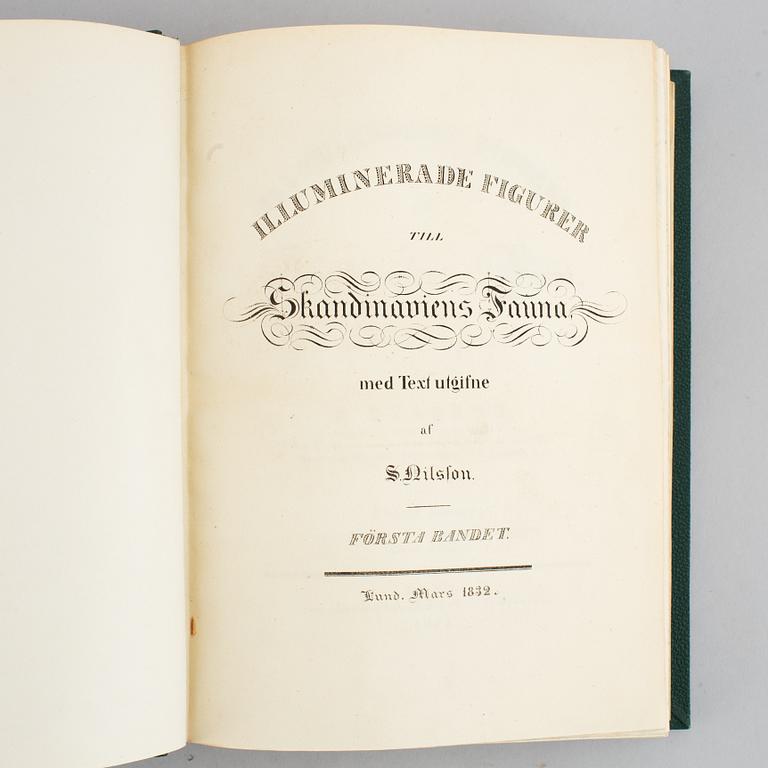 ILLUMINERADE FIGURER
TILL
Skandinaviens Fauna
med Text utgifne
af
S. Nilsson.
FÖRSTA BANDET.
Lund. Mars 1832.